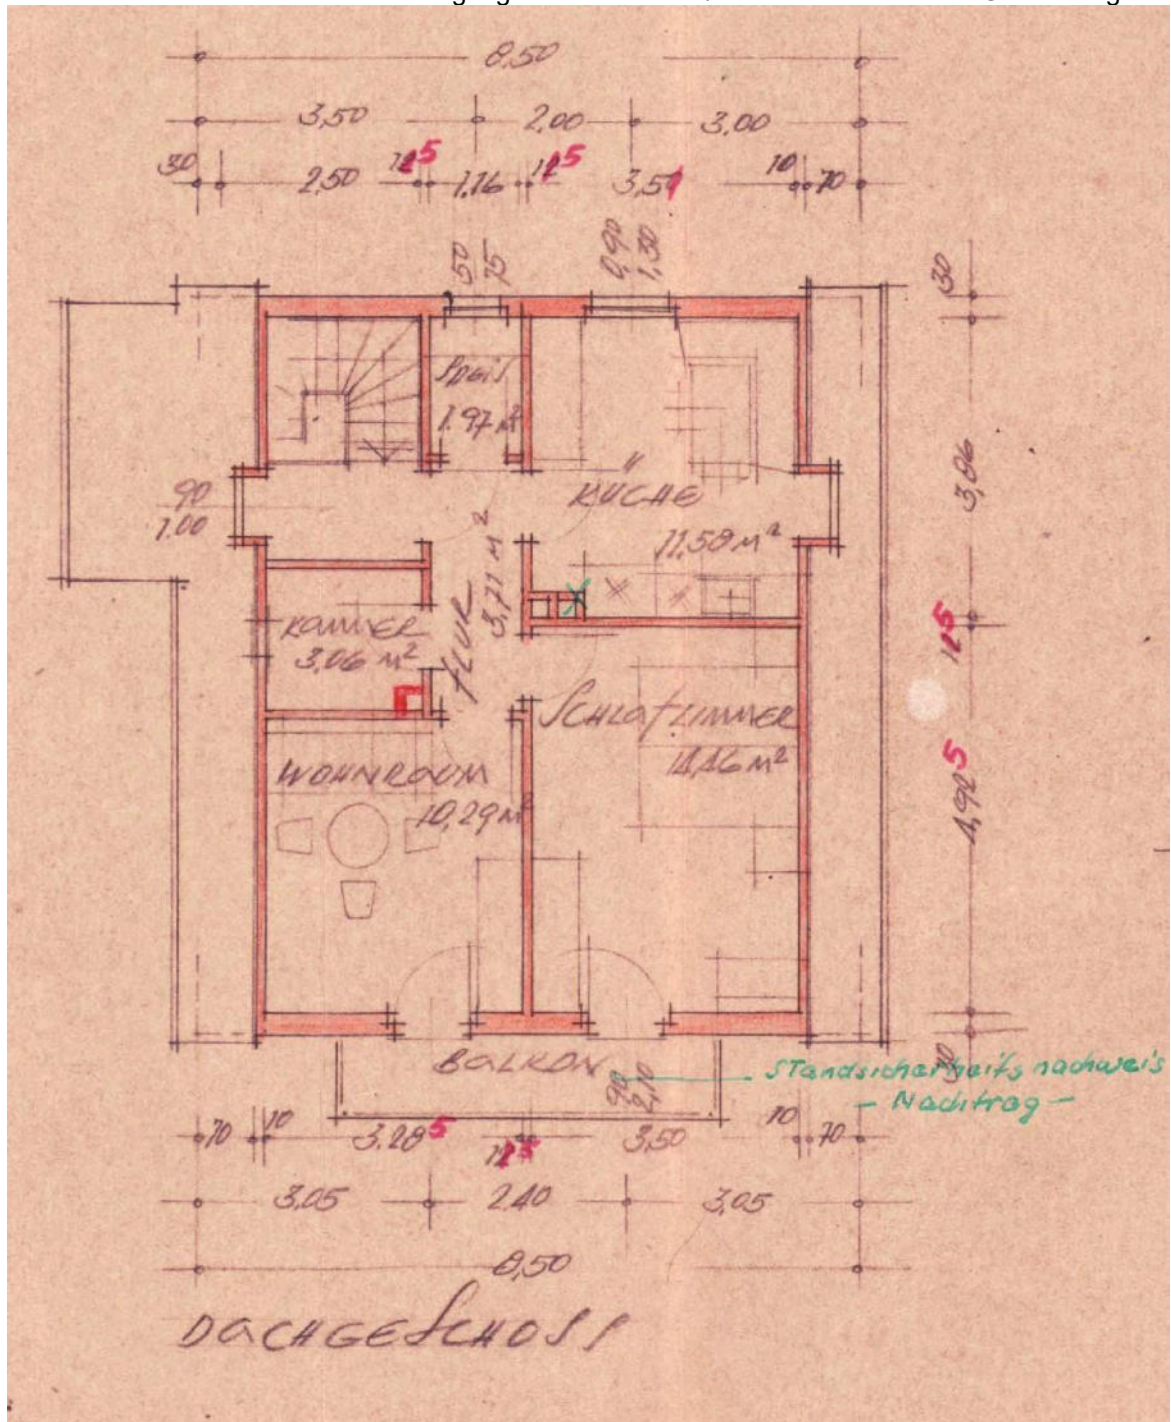 8,50
3,50 2,00 3,00
30 2,50 125 1,16 125 3,51 10 70
50
75
0,90
1,30
30
SPEIS
1.97 M²
90
1.00
KÜCHE
11.58 M²
3,86
FLUR
3,71 M²
KAMMER
3,06 M²
SCHLAFZIMMER
WOHNRAUM
10,29 M²
4,925
BALKON
90
2,10
Standsicherheitsnachweis
- Nachtrag -
30
70 10 3.285 3,50 10 70
3,05 2.40 3,05
8,50
DACHGESCHOSS